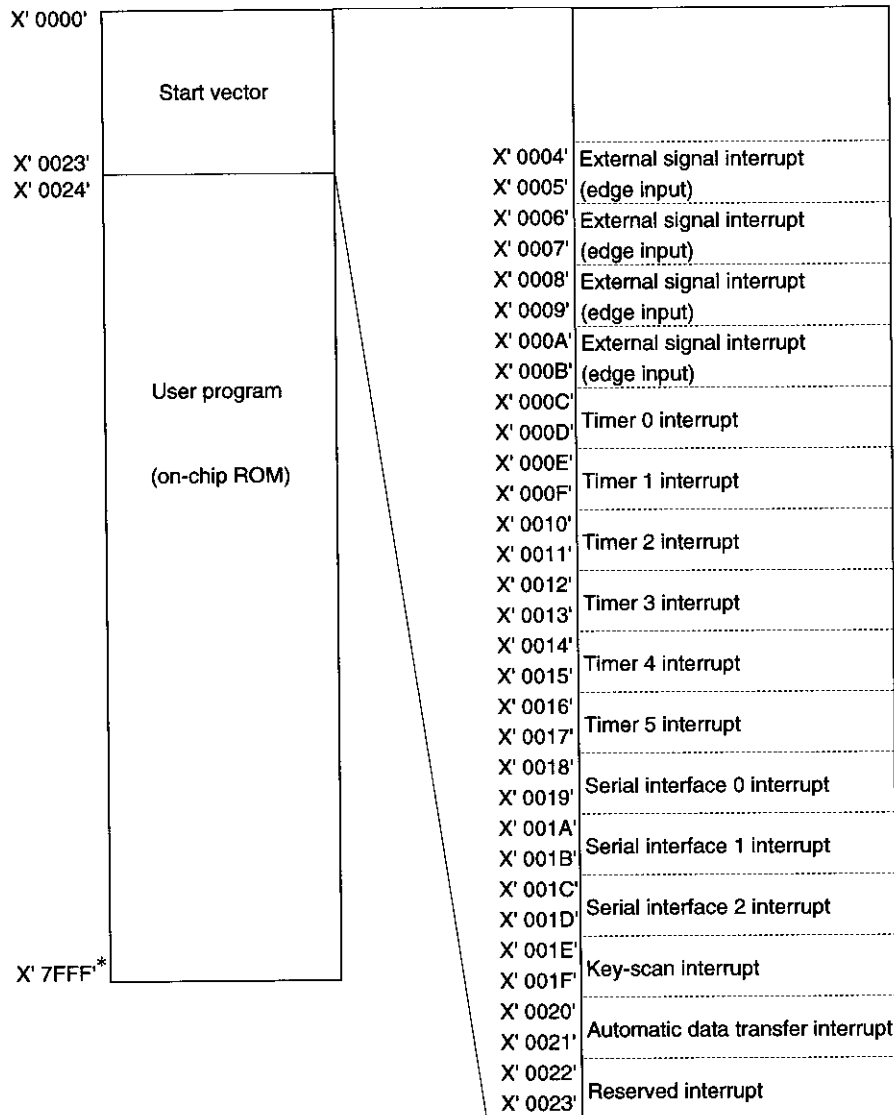 X' 0000'
Start vector
X' 0023'
X' 0024'
User program
(on-chip ROM)
X' 7FFF'*
X' 0004' External signal interrupt
X' 0005' (edge input)
X' 0006' External signal interrupt
X' 0007' (edge input)
X' 0008' External signal interrupt
X' 0009' (edge input)
X' 000A' External signal interrupt
X' 000B' (edge input)
X' 000C'
Timer 0 interrupt
X' 000D'
X' 000E'
Timer 1 interrupt
X' 000F'
X' 0010'
Timer 2 interrupt
X' 0011'
X' 0012'
Timer 3 interrupt
X' 0013'
X' 0014'
Timer 4 interrupt
X' 0015'
X' 0016'
Timer 5 interrupt
X' 0017'
X' 0018'
Serial interface 0 interrupt
X' 0019'
X' 001A'
Serial interface 1 interrupt
X' 001B'
X' 001C'
Serial interface 2 interrupt
X' 001D'
X' 001E'
Key-scan interrupt
X' 001F'
X' 0020'
Automatic data transfer interrupt
X' 0021'
X' 0022'
Reserved interrupt
X' 0023'